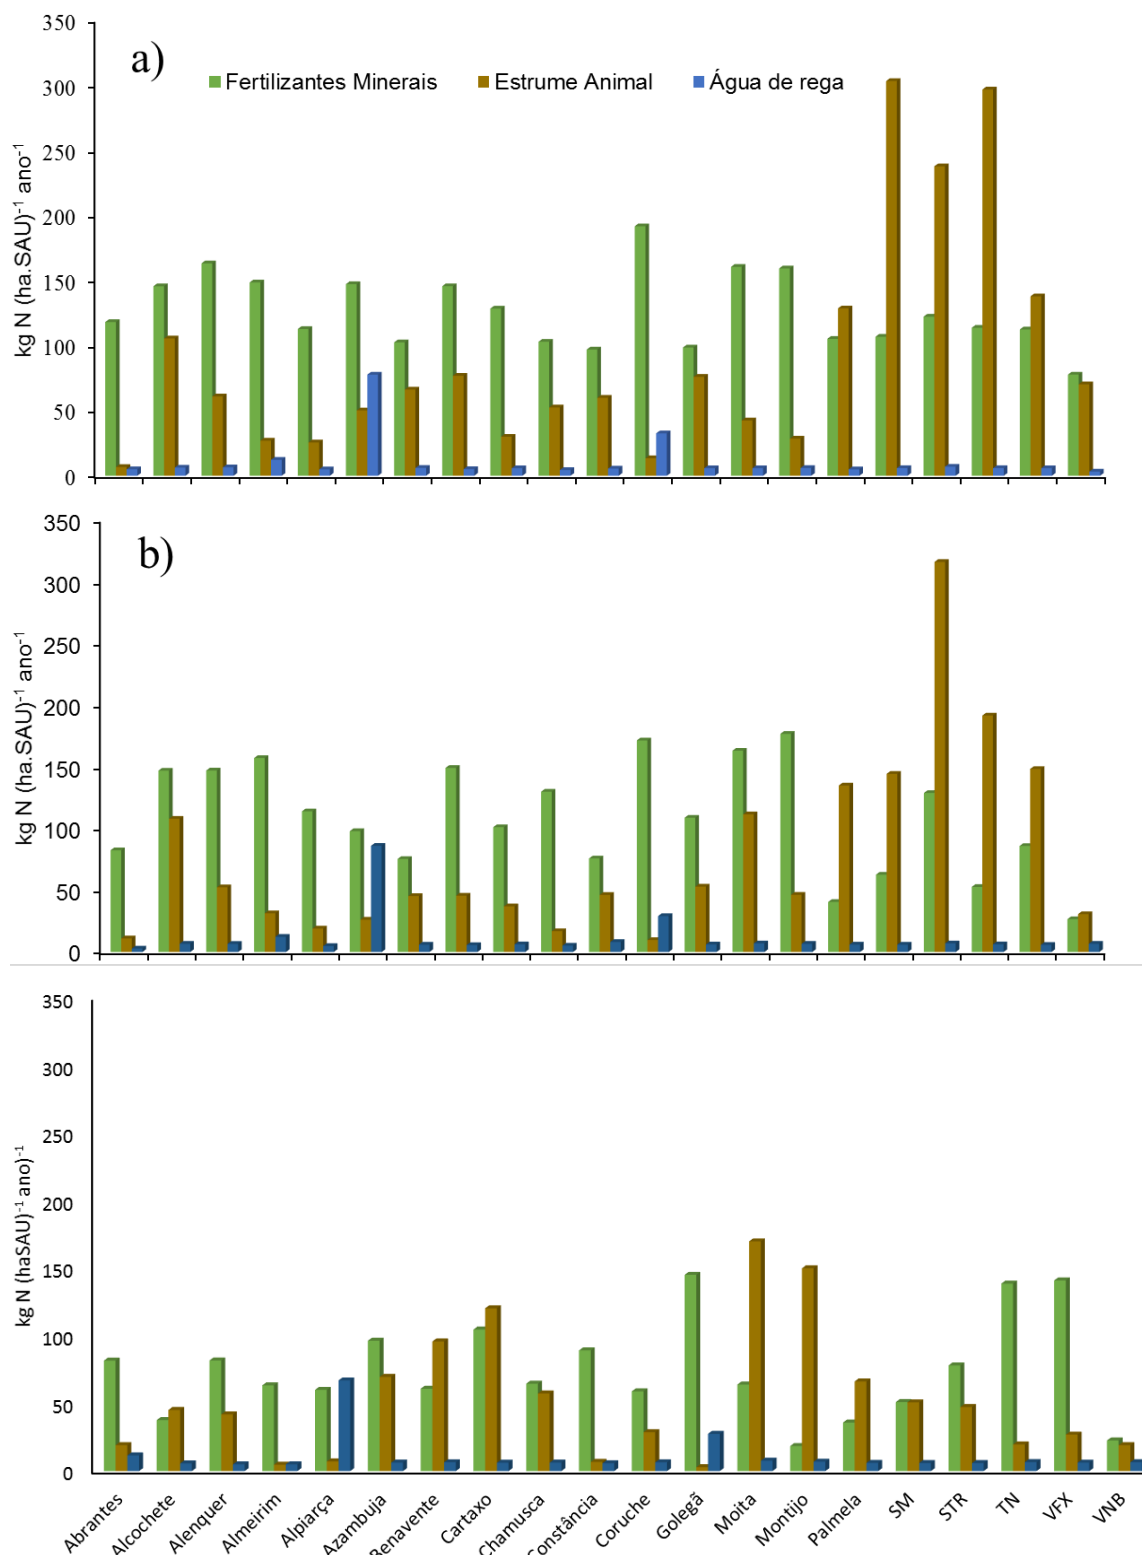 350
a)
Fertilizantes Minerais Estrume Animal Água de rega
300
250
200
150
100
50
0
kg N (ha.SAU)⁻¹ ano⁻¹
350
b)
300
250
200
150
100
50
0
kg N (ha.SAU)⁻¹ ano⁻¹
350
300
250
200
150
100
50
0
kg N (haSAU)⁻¹ ano)⁻¹
Abrantes
Alcochete
Alenquer
Almeirim
Alpiarça
Azambuja
Benavente
Cartaxo
Chamusca
Constância
Coruche
Golegã
Moita
Montijo
Palmela
SM
STR
TN
VFX
VNB